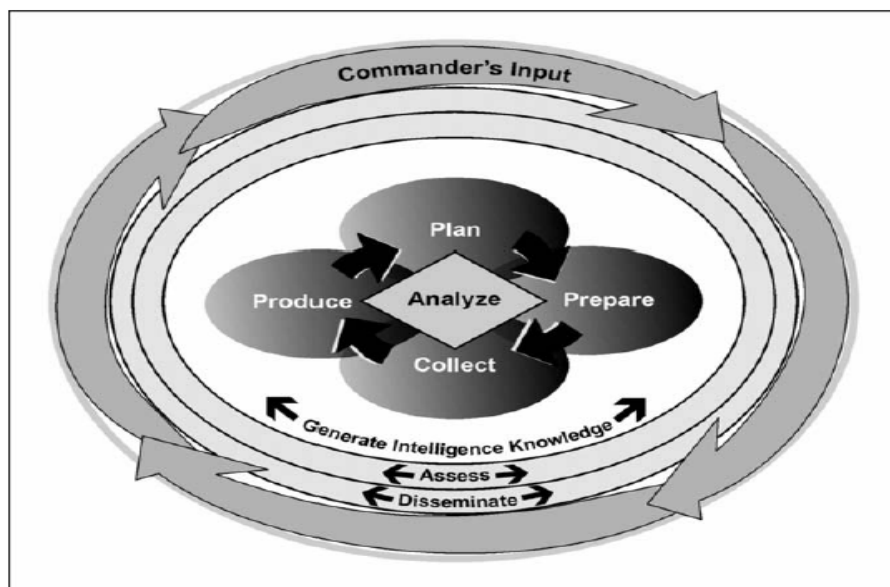 Commander's Input
Plan
Produce
Analyze
Prepare
Collect
Generate Intelligence Knowledge
Assess
Disseminate